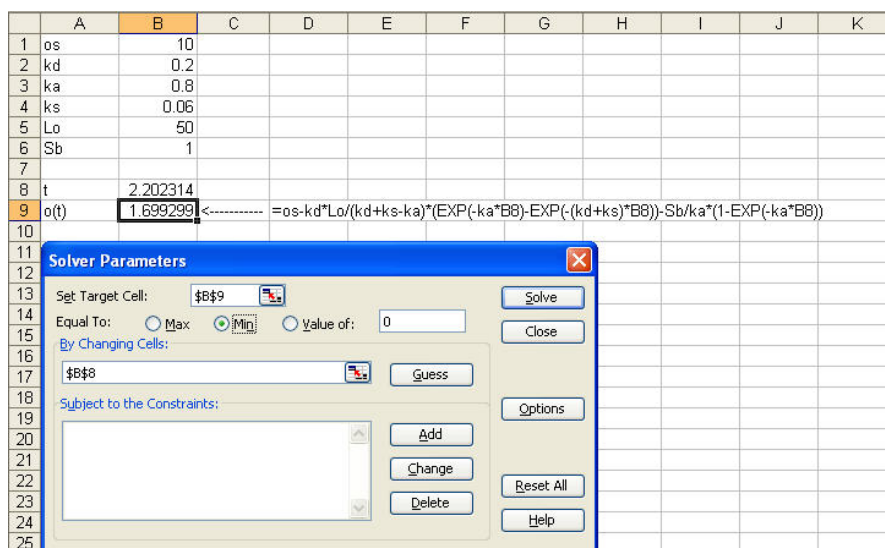 A B C D E F G H I J K
1 os 10
2 kd 0.2
3 ka 0.8
4 ks 0.06
5 Lo 50
6 Sb 1
7
8 t 2.202314
9 o(t) 1.699299 <----------- =os-kd*Lo/(kd+ks-ka)*(EXP(-ka*B8)-EXP(-(kd+ks)*B8))-Sb/ka*(1-EXP(-ka*B8))
10
11
12
13
14
15
16
17
18
19
20
21
22
23
24
25
Solver Parameters
Set Target Cell: $B$9 Solve
Equal To: Max Min Value of: 0 Close
By Changing Cells:
$B$8 Guess
Subject to the Constraints: Options
Add
Change
Reset All
Delete
Help